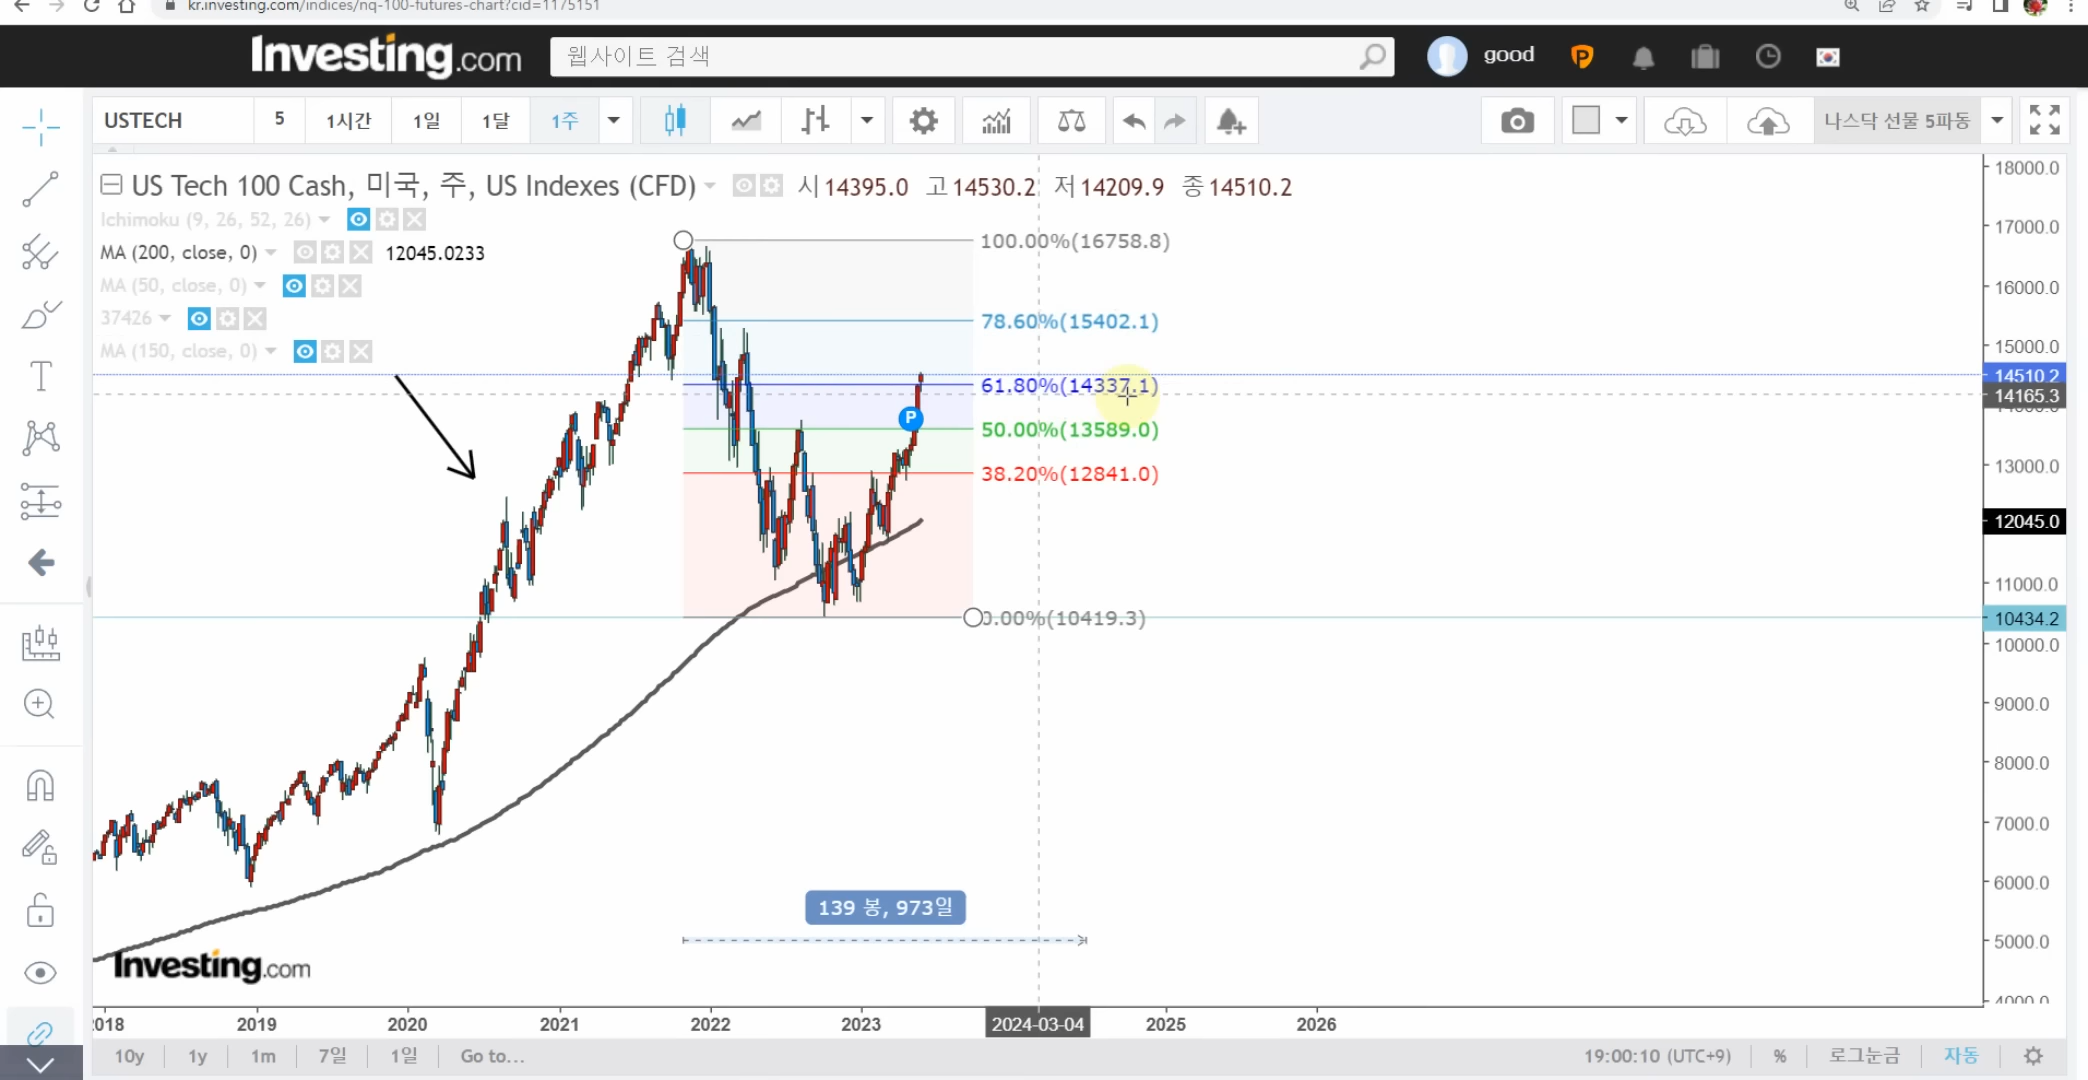 kr.investing.com/indices/nq-100-futures-chart?cid=1175151
Investing.com
웹사이트 검색
good
USTECH
5
1시간
1일
1달
1주
나스닥 선물 5파동
US Tech 100 Cash, 미국, 주, US Indexes (CFD)
시 14395.0 고 14530.2 저 14209.9 종 14510.2
Ichimoku (9, 26, 52, 26)
MA (200, close, 0)
12045.0233
MA (50, close, 0)
37426
MA (150, close, 0)
100.00%(16758.8)
78.60%(15402.1)
61.80%(14337.1)
50.00%(13589.0)
38.20%(12841.0)
0.00%(10419.3)
P
18000.0
17000.0
16000.0
15000.0
14510.2
14165.3
13000.0
12045.0
11000.0
10434.2
10000.0
9000.0
8000.0
7000.0
6000.0
5000.0
4000.0
139 봉, 973일
Investing.com
2018
2019
2020
2021
2022
2023
2024-03-04
2025
2026
10y
1y
1m
7일
1일
Go to...
19:00:10 (UTC+9)
%
로그눈금
자동